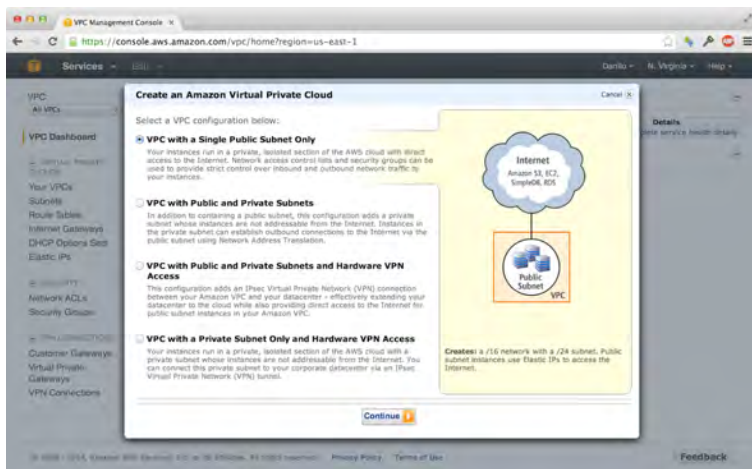 VPC Management Console
https://console.aws.amazon.com/vpc/home?region=us-east-1
Services
Edit
Danilo
N. Virginia
Help
VPC
All VPCs
VPC Dashboard
Your VPCs
Subnets
Route Tables
Internet Gateways
DHCP Options Sets
Elastic IPs
Network ACLs
Security Groups
Customer Gateways
Virtual Private
Gateways
VPN Connections
Details
Create an Amazon Virtual Private Cloud
Cancel
Select a VPC configuration below:
VPC with a Single Public Subnet Only
Your instances run in a private, isolated section of the AWS cloud with direct
access to the Internet. Network access control lists and security groups can be
used to provide strict control over inbound and outbound network traffic to
your instances.
VPC with Public and Private Subnets
In addition to containing a public subnet, this configuration adds a private
subnet whose instances are not addressable from the Internet. Instances in
the private subnet can establish outbound connections to the Internet via the
public subnet using Network Address Translation.
VPC with Public and Private Subnets and Hardware VPN
Access
This configuration adds an IPsec Virtual Private Network (VPN) connection
between your Amazon VPC and your datacenter - effectively extending your
datacenter to the cloud while also providing direct access to the Internet for
public subnet instances in your Amazon VPC.
VPC with a Private Subnet Only and Hardware VPN Access
Your instances run in a private, isolated section of the AWS cloud with a
private subnet whose instances are not addressable from the Internet. You
can connect this private subnet to your corporate datacenter via an IPsec
Virtual Private Network (VPN) tunnel.
Internet
Amazon S3, EC2,
SimpleDB, RDS
Public
Subnet
VPC
Creates: a /16 network with a /24 subnet. Public
subnet instances use Elastic IPs to access the
Internet.
Continue
Privacy Policy
Terms of Use
Feedback